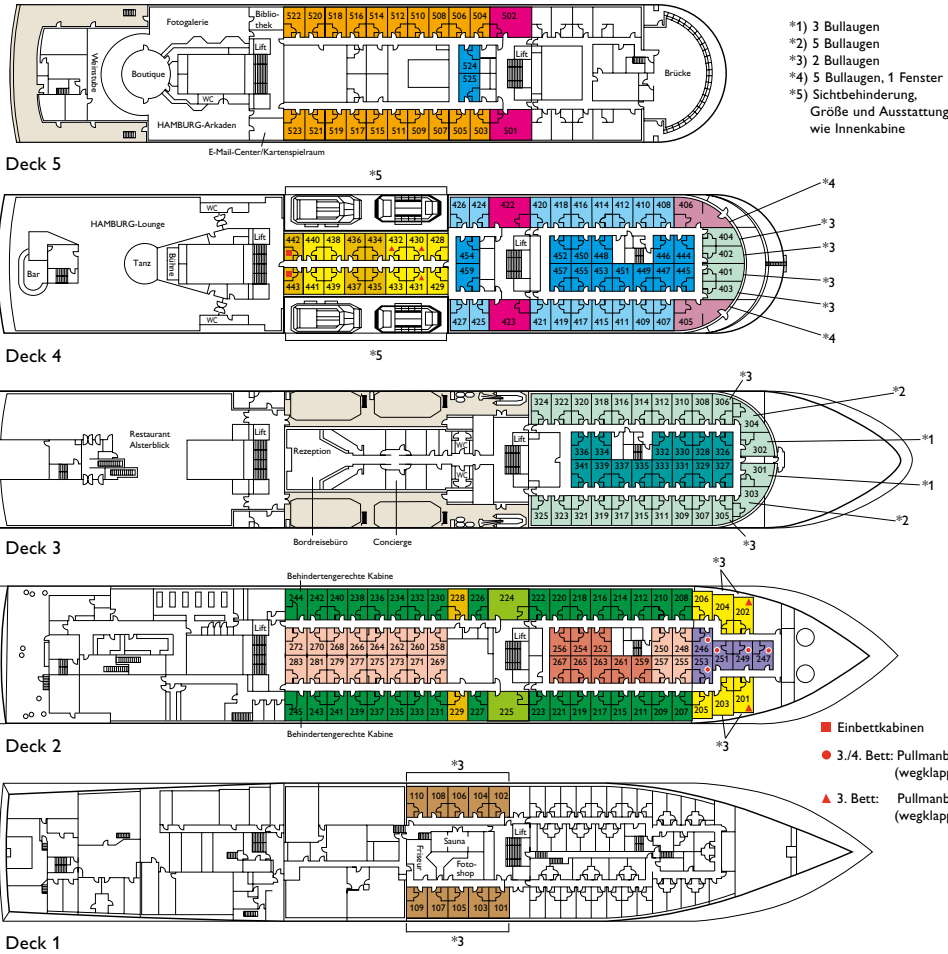 Fotogalerie
Biblio-
thek
522 520 518 516 514 512 510 508 506 504 502
Lift
Lift
Vinstube
Boutique
524
525
Brücke
WC
HAMBURG-Arkaden
523 521 519 517 515 511 509 507 505 503 501
E-Mail-Center/Kartenspielraum
Deck 5
*1) 3 Bullaugen
*2) 5 Bullaugen
*3) 2 Bullaugen
*4) 5 Bullaugen, 1 Fenster
*5) Sichtbehinderung,
Größe und Ausstattung
wie Innenkabine
*5
*4
WC
HAMBURG-Lounge
426 424 422 420 418 416 414 412 410 408 406
*3
Lift
442 440 438 436 434 432 430 428
Lift
404
402
*3
454
452 450 448 446 444
Bar
Tanz
Bühne
459
457 455 453 451 449 447 445
401
403
*3
443 441 439 437 435 433 431 429
*3
WC
427 425 423 421 419 417 415 411 409 407 405
*4
*5
Deck 4
*3
*2
324 322 320 318 316 314 312 310 308 306
304
Restaurant
Alsterblick
Lift
Rezeption
WC
Lift
*1
336 334 332 330 328 326
302
341 339 337 335 333 331 329 327
301
WC
*1
303
325 323 321 319 317 315 311 309 307 305
*2
*3
Bordreisebüro
Concierge
Deck 3
Behindertengerechte Kabine
*3
244 242 240 238 236 234 232 230 228 226 224 222 220 218 216 214 212 210 208 206 204 202
Lift
Lift
272 270 268 266 264 262 260 258
256 254 252 250 248 246
283 281 279 277 275 273 271 269
267 265 263 261 259 257 255 253 251 249 247
245 243 241 239 237 235 233 231 229 227 225 223 221 219 217 215 211 209 207 205 203 201
Behindertengerechte Kabine
*3
Deck 2
Einbettkabinen
3./4. Bett: Pullmanb
(wegklapp
3. Bett: Pullmanb
(wegklapp
*3
110 108 106 104 102
Lift
Sauna
Friseur
Foto-
shop
109 107 105 103 101
*3
Deck 1